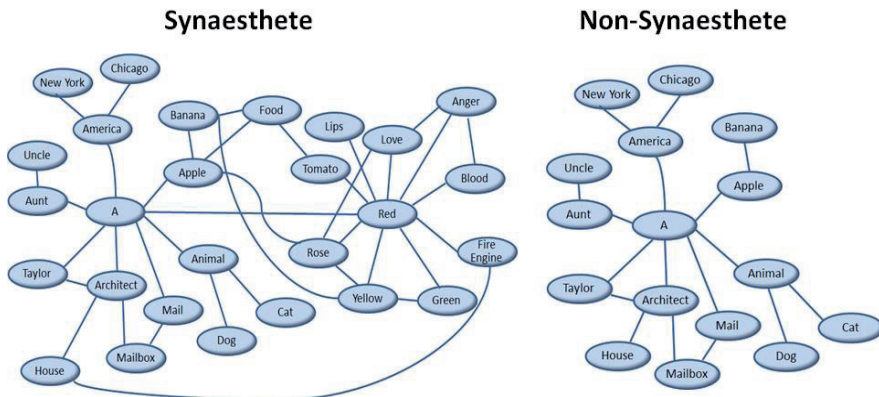 Synaesthete
Non-Synaesthete
New York
Chicago
America
Uncle
Aunt
A
Banana
Food
Apple
Lips
Tomato
Love
Anger
Blood
Red
Rose
Fire
Engine
Yellow
Green
Taylor
Architect
Animal
Mail
Cat
Dog
Mailbox
House
New York
Chicago
America
Banana
Uncle
Apple
Aunt
A
Taylor
Architect
Animal
Mail
Cat
House
Dog
Mailbox